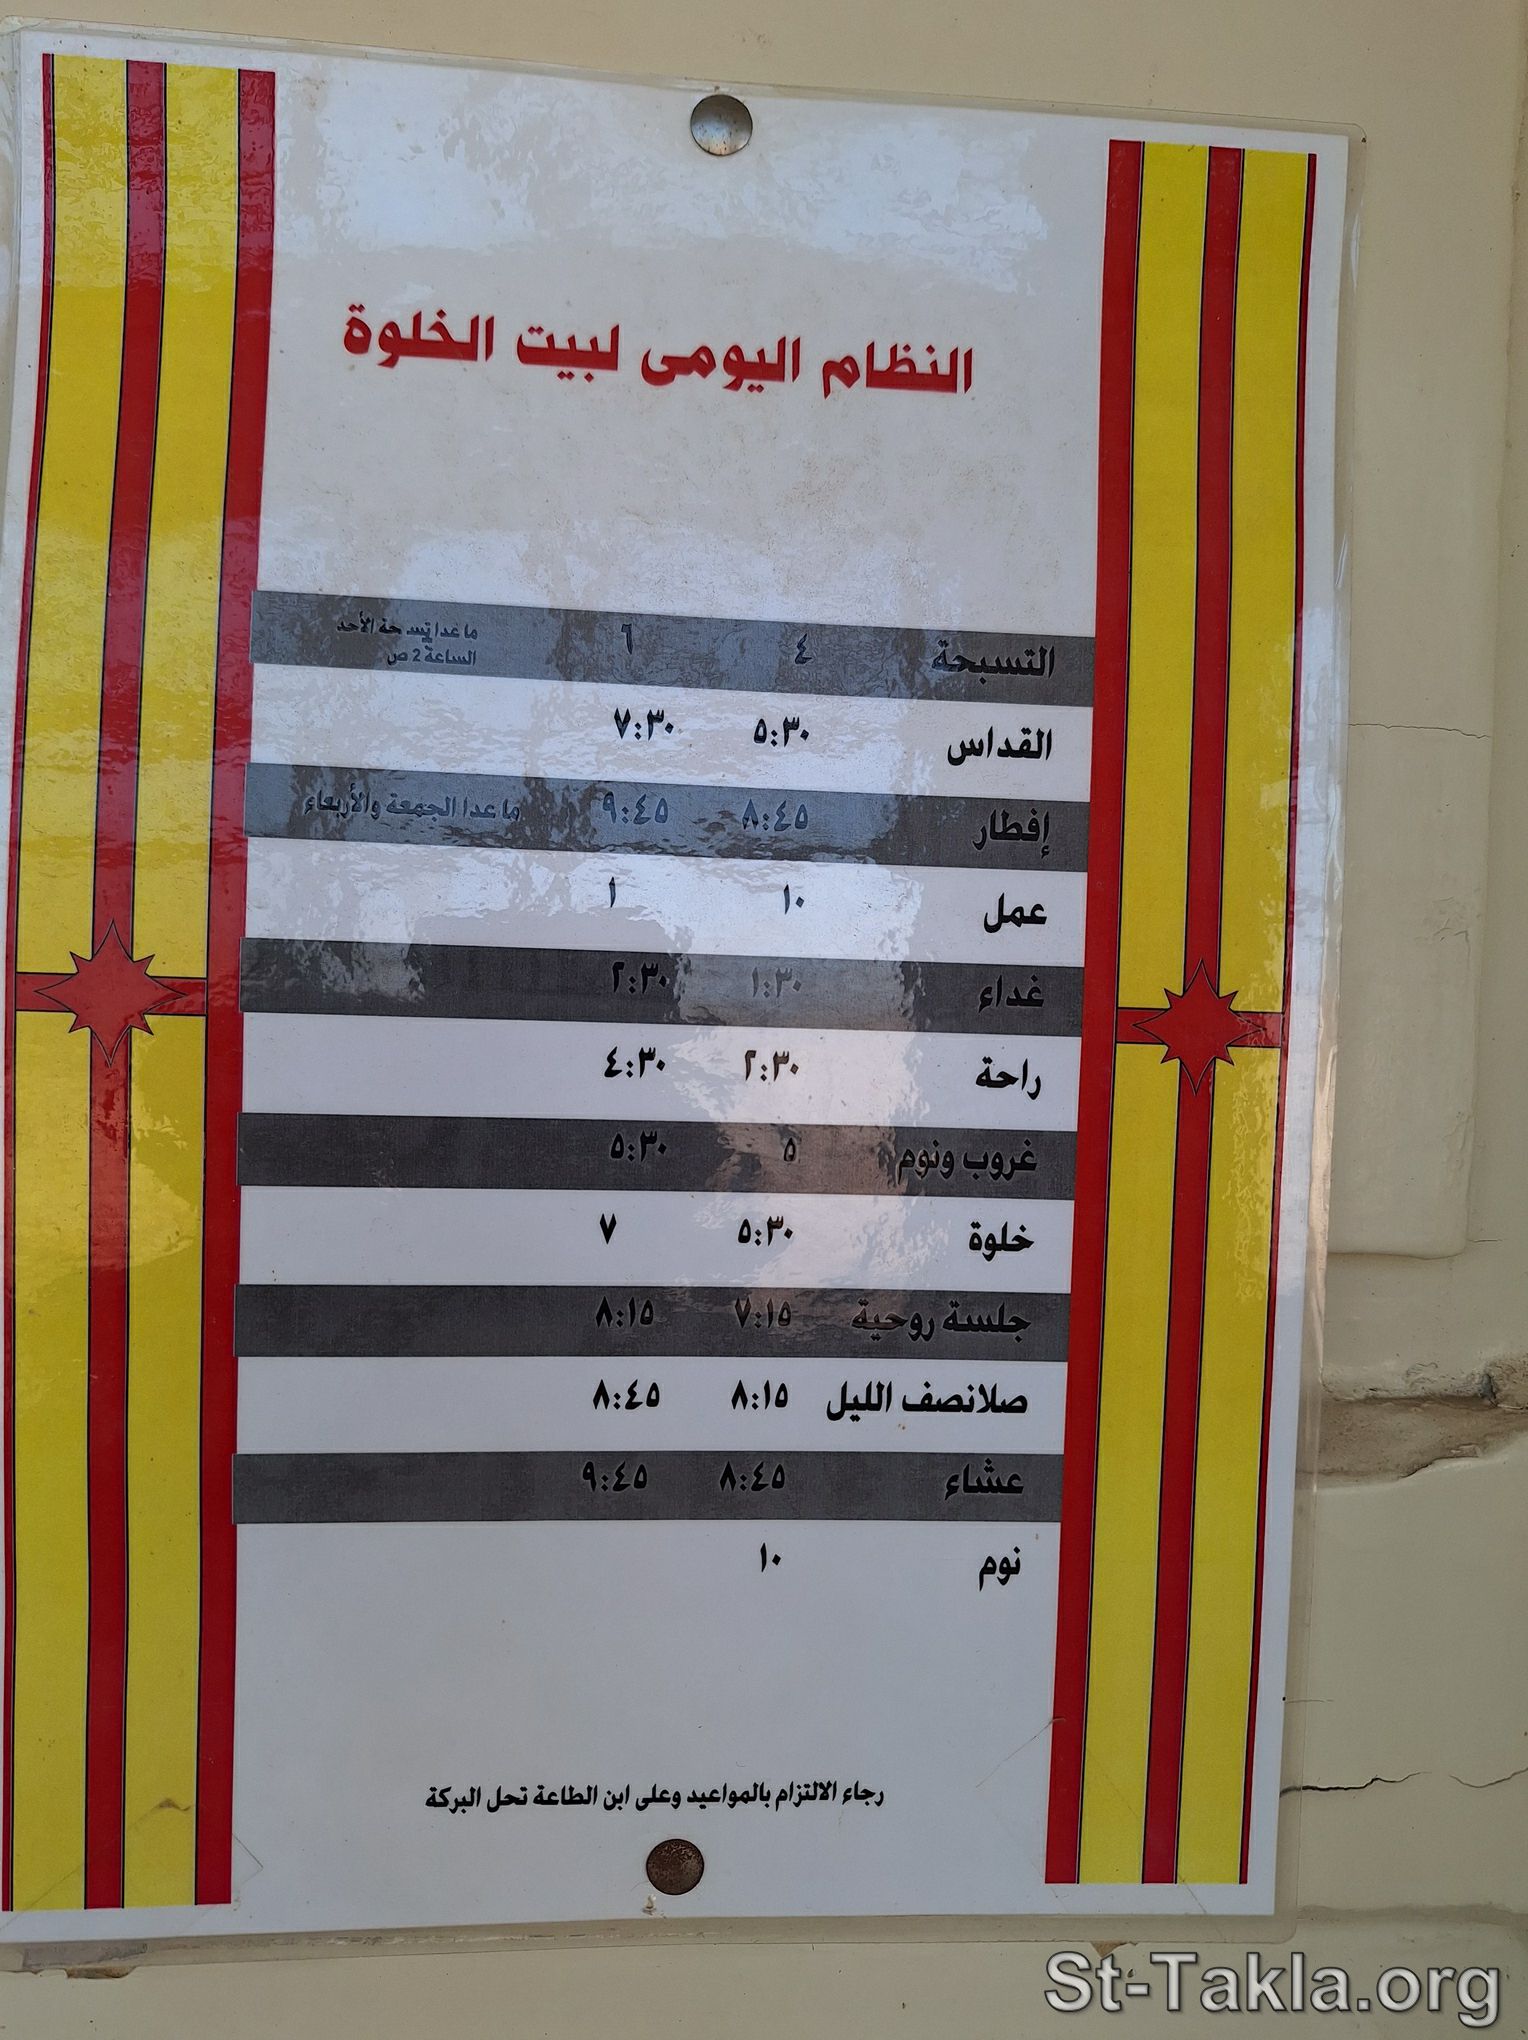 النظام اليومى لبيت الخلوة
التسبحة ٤ ٦ ماعدا تسبحة الأحد
الساعة 2 ص
القداس ٥:٣٠ ٧:٣٠
إفطار ٨:٤٥ ٩:٤٥ ماعدا الجمعة والأربعاء
عمل ١٠ ١
غداء ١:٣٠ ٢:٣٠
راحة ٢:٣٠ ٤:٣٠
غروب ونوم ٥ ٥:٣٠
خلوة ٥:٣٠ ٧
جلسة روحية ٧:١٥ ٨:١٥
صلانصف الليل ٨:١٥ ٨:٤٥
عشاء ٨:٤٥ ٩:٤٥
نوم ١٠
رجاء الالتزام بالمواعيد وعلى ابن الطاعة تحل البركة
St-Takla.org